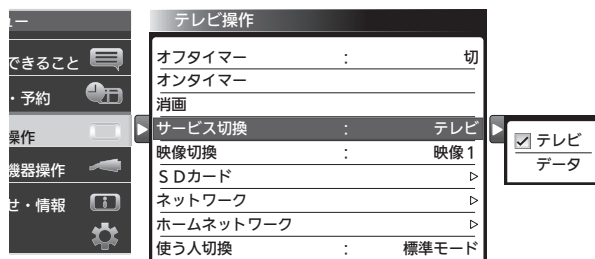 ュー
できること
・予約
操作
機器操作
せ・情報
テレビ操作
オフタイマー : 切
オンタイマー
消画
サービス切換 : テレビ
映像切換 : 映像1
SDカード
ネットワーク
ホームネットワーク
使う人切換 : 標準モード
テレビ
データ